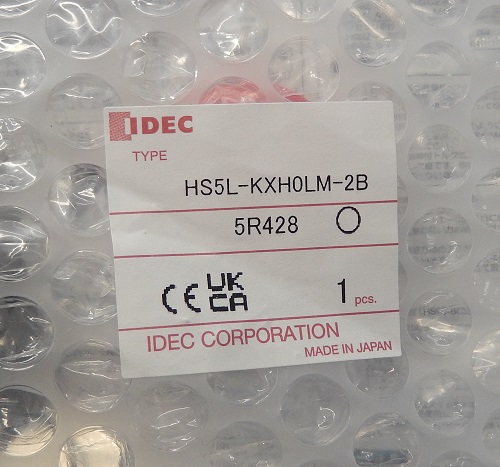 IDEC
TYPE
HS5L-KXH0LM-2B
5R428 ○
CE UK CA 1 pcs.
IDEC CORPORATION
MADE IN JAPAN